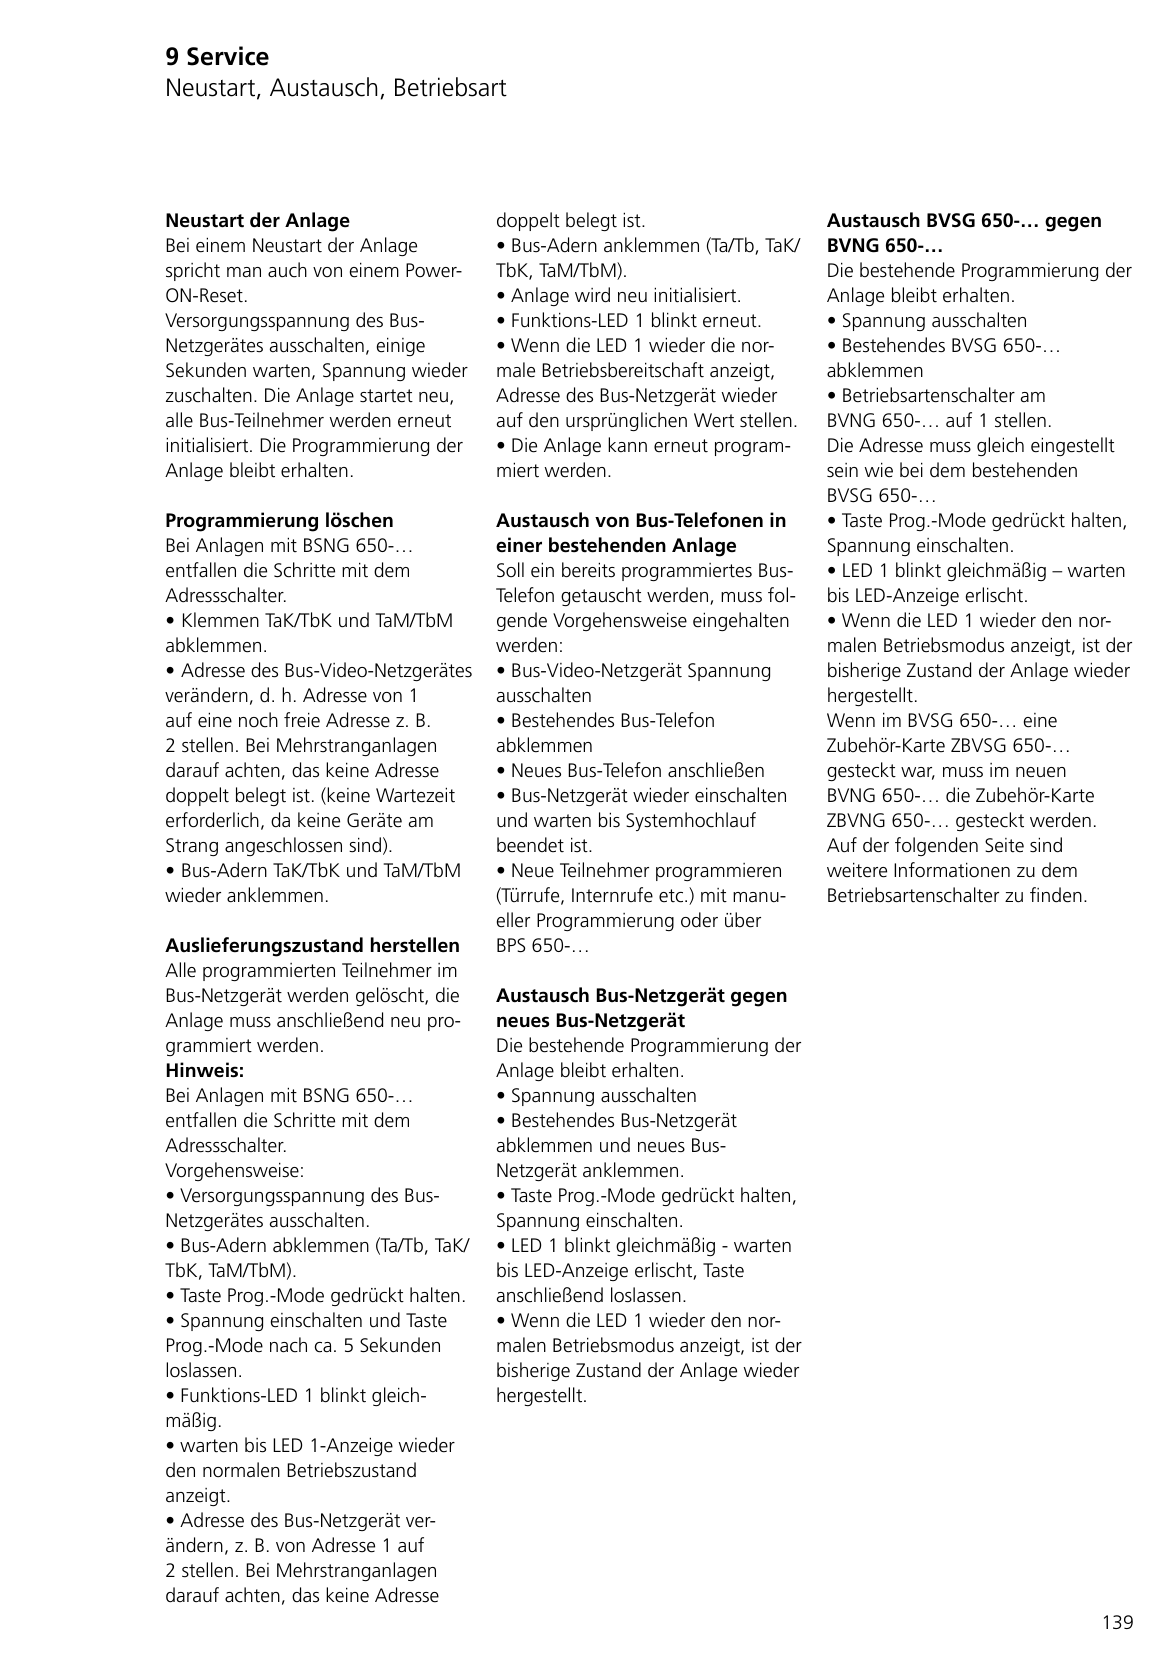 9 Service
Neustart, Austausch, Betriebsart
Neustart der Anlage
Bei einem Neustart der Anlage
spricht man auch von einem Power-
ON-Reset.
Versorgungsspannung des Bus-
Netzgerätes ausschalten, einige
Sekunden warten, Spannung wieder
zuschalten. Die Anlage startet neu,
alle Bus-Teilnehmer werden erneut
initialisiert. Die Programmierung der
Anlage bleibt erhalten.
Programmierung löschen
Bei Anlagen mit BSNG 650-…
entfallen die Schritte mit dem
Adressschalter.
• Klemmen TaK/TbK und TaM/TbM
abklemmen.
• Adresse des Bus-Video-Netzgerätes
verändern, d. h. Adresse von 1
auf eine noch freie Adresse z. B.
2 stellen. Bei Mehrstranganlagen
darauf achten, das keine Adresse
doppelt belegt ist. (keine Wartezeit
erforderlich, da keine Geräte am
Strang angeschlossen sind).
• Bus-Adern TaK/TbK und TaM/TbM
wieder anklemmen.
Auslieferungszustand herstellen
Alle programmierten Teilnehmer im
Bus-Netzgerät werden gelöscht, die
Anlage muss anschließend neu pro-
grammiert werden.
Hinweis:
Bei Anlagen mit BSNG 650-…
entfallen die Schritte mit dem
Adressschalter.
Vorgehensweise:
• Versorgungsspannung des Bus-
Netzgerätes ausschalten.
• Bus-Adern abklemmen (Ta/Tb, TaK/
TbK, TaM/TbM).
• Taste Prog.-Mode gedrückt halten.
• Spannung einschalten und Taste
Prog.-Mode nach ca. 5 Sekunden
loslassen.
• Funktions-LED 1 blinkt gleich-
mäßig.
• warten bis LED 1-Anzeige wieder
den normalen Betriebszustand
anzeigt.
• Adresse des Bus-Netzgerät ver-
ändern, z. B. von Adresse 1 auf
2 stellen. Bei Mehrstranganlagen
darauf achten, das keine Adresse
doppelt belegt ist.
• Bus-Adern anklemmen (Ta/Tb, TaK/
TbK, TaM/TbM).
• Anlage wird neu initialisiert.
• Funktions-LED 1 blinkt erneut.
• Wenn die LED 1 wieder die nor-
male Betriebsbereitschaft anzeigt,
Adresse des Bus-Netzgerät wieder
auf den ursprünglichen Wert stellen.
• Die Anlage kann erneut program-
miert werden.
Austausch von Bus-Telefonen in
einer bestehenden Anlage
Soll ein bereits programmiertes Bus-
Telefon getauscht werden, muss fol-
gende Vorgehensweise eingehalten
werden:
• Bus-Video-Netzgerät Spannung
ausschalten
• Bestehendes Bus-Telefon
abklemmen
• Neues Bus-Telefon anschließen
• Bus-Netzgerät wieder einschalten
und warten bis Systemhochlauf
beendet ist.
• Neue Teilnehmer programmieren
(Türrufe, Internrufe etc.) mit manu-
eller Programmierung oder über
BPS 650-…
Austausch Bus-Netzgerät gegen
neues Bus-Netzgerät
Die bestehende Programmierung der
Anlage bleibt erhalten.
• Spannung ausschalten
• Bestehendes Bus-Netzgerät
abklemmen und neues Bus-
Netzgerät anklemmen.
• Taste Prog.-Mode gedrückt halten,
Spannung einschalten.
• LED 1 blinkt gleichmäßig - warten
bis LED-Anzeige erlischt, Taste
anschließend loslassen.
• Wenn die LED 1 wieder den nor-
malen Betriebsmodus anzeigt, ist der
bisherige Zustand der Anlage wieder
hergestellt.
Austausch BVSG 650-… gegen
BVNG 650-…
Die bestehende Programmierung der
Anlage bleibt erhalten.
• Spannung ausschalten
• Bestehendes BVSG 650-…
abklemmen
• Betriebsartenschalter am
BVNG 650-… auf 1 stellen.
Die Adresse muss gleich eingestellt
sein wie bei dem bestehenden
BVSG 650-…
• Taste Prog.-Mode gedrückt halten,
Spannung einschalten.
• LED 1 blinkt gleichmäßig – warten
bis LED-Anzeige erlischt.
• Wenn die LED 1 wieder den nor-
malen Betriebsmodus anzeigt, ist der
bisherige Zustand der Anlage wieder
hergestellt.
Wenn im BVSG 650-… eine
Zubehör-Karte ZBVSG 650-…
gesteckt war, muss im neuen
BVNG 650-… die Zubehör-Karte
ZBVNG 650-… gesteckt werden.
Auf der folgenden Seite sind
weitere Informationen zu dem
Betriebsartenschalter zu finden.
139